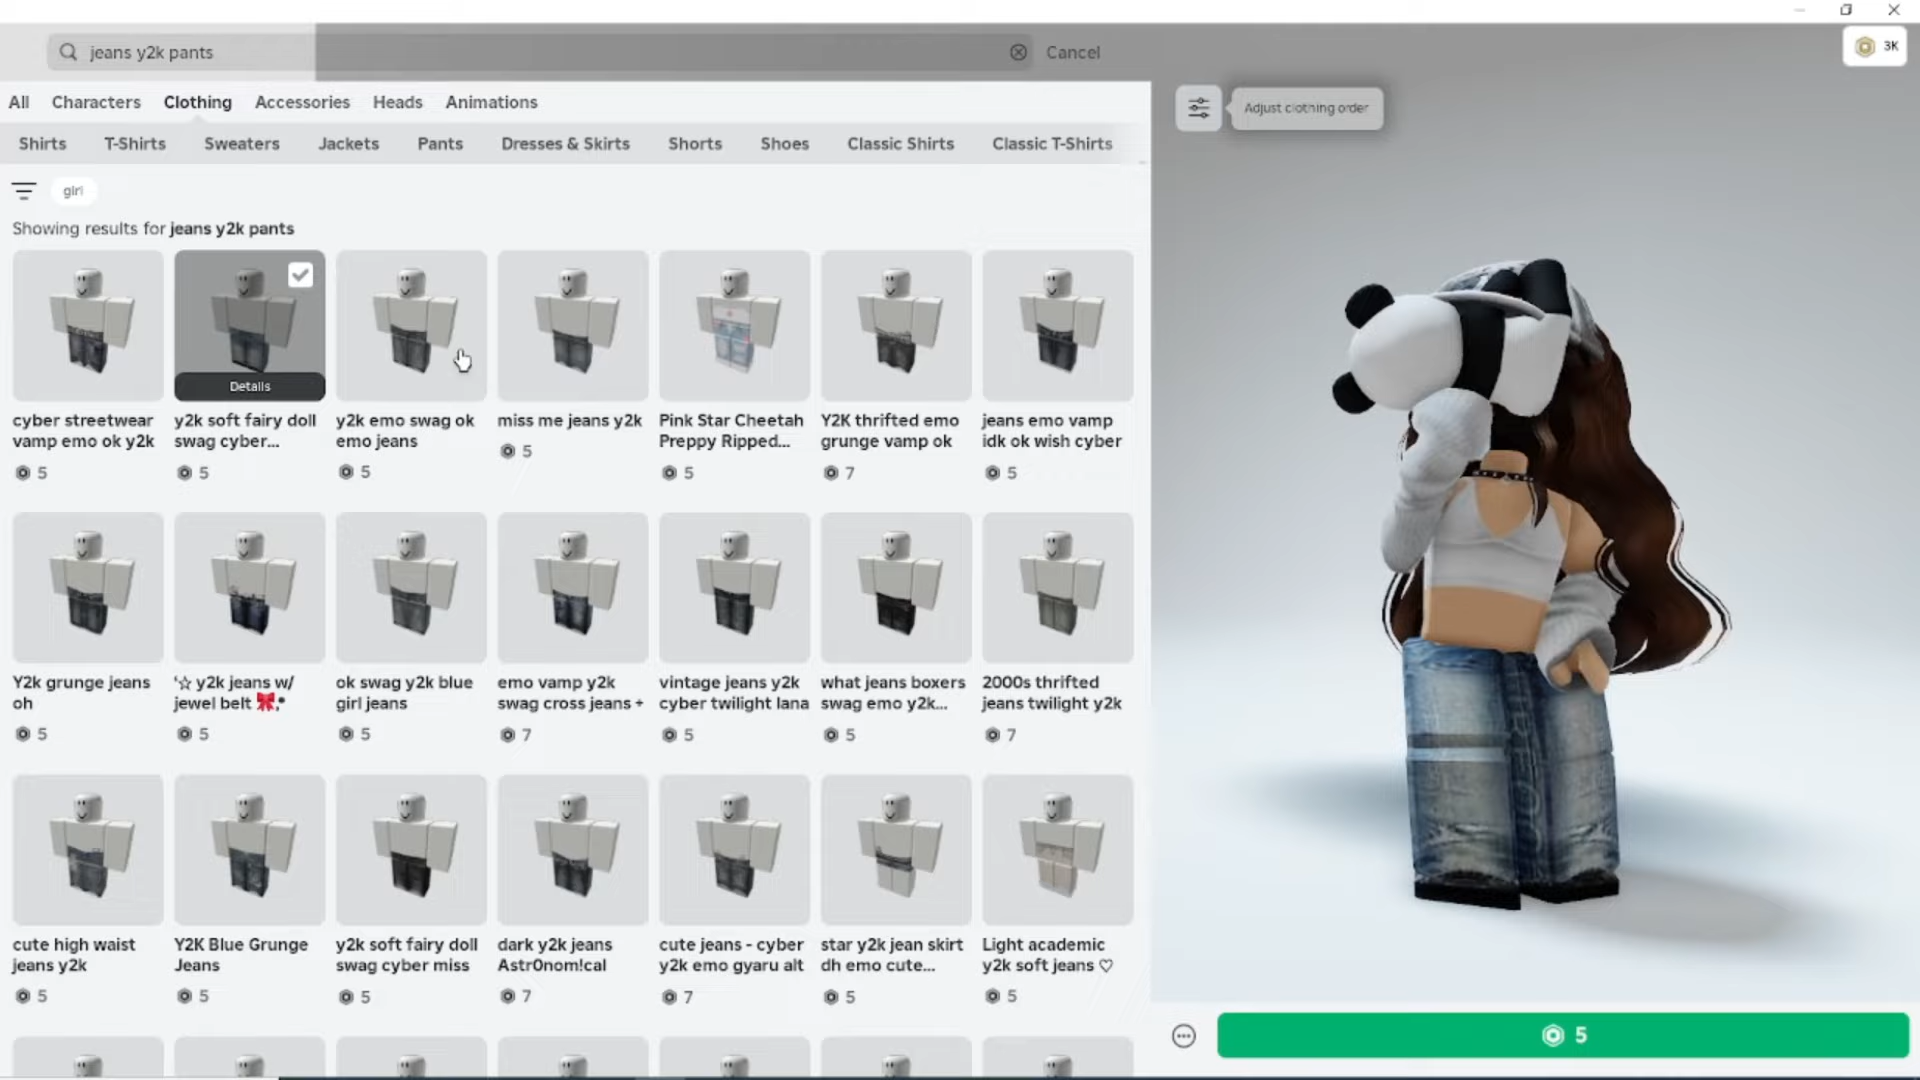 jeans y2k pants
Cancel
3K
All Characters Clothing Accessories Heads Animations
Adjust clothing order
Shirts T-Shirts Sweaters Jackets Pants Dresses & Skirts Shorts Shoes Classic Shirts Classic T-Shirts
girl
Showing results for jeans y2k pants
Details
cyber streetwear y2k soft fairy doll y2k emo swag ok miss me jeans y2k Pink Star Cheetah Y2K thrifted emo jeans emo vamp
vamp emo ok y2k swag cyber... emo jeans 5 Preppy Ripped... grunge vamp ok idk ok wish cyber
5 5 5 5 7 5
Y2k grunge jeans '☆ y2k jeans w/ ok swag y2k blue emo vamp y2k vintage jeans y2k what jeans boxers 2000s thrifted
oh jewel belt 🎀,* girl jeans swag cross jeans + cyber twilight lana swag emo y2k... jeans twilight y2k
5 5 5 7 5 5 7
cute high waist Y2K Blue Grunge y2k soft fairy doll dark y2k jeans cute jeans - cyber star y2k jean skirt Light academic
jeans y2k Jeans swag cyber miss Astr0nom!cal y2k emo gyaru alt dh emo cute... y2k soft jeans ♡
5 5 5 7 7 5 5
5